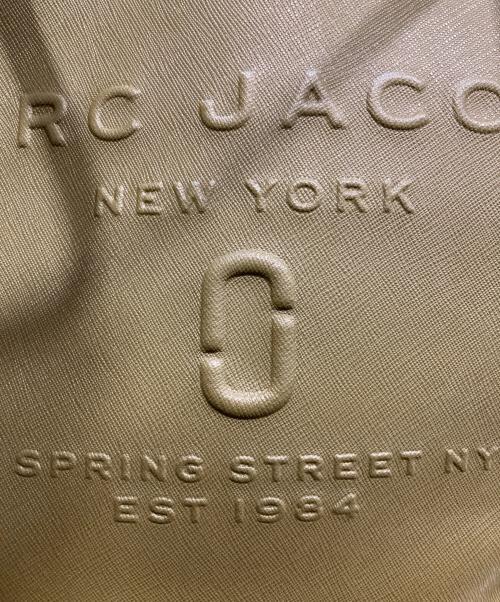 RC JACO
NEW YORK
SPRING STREET NY
EST 1984